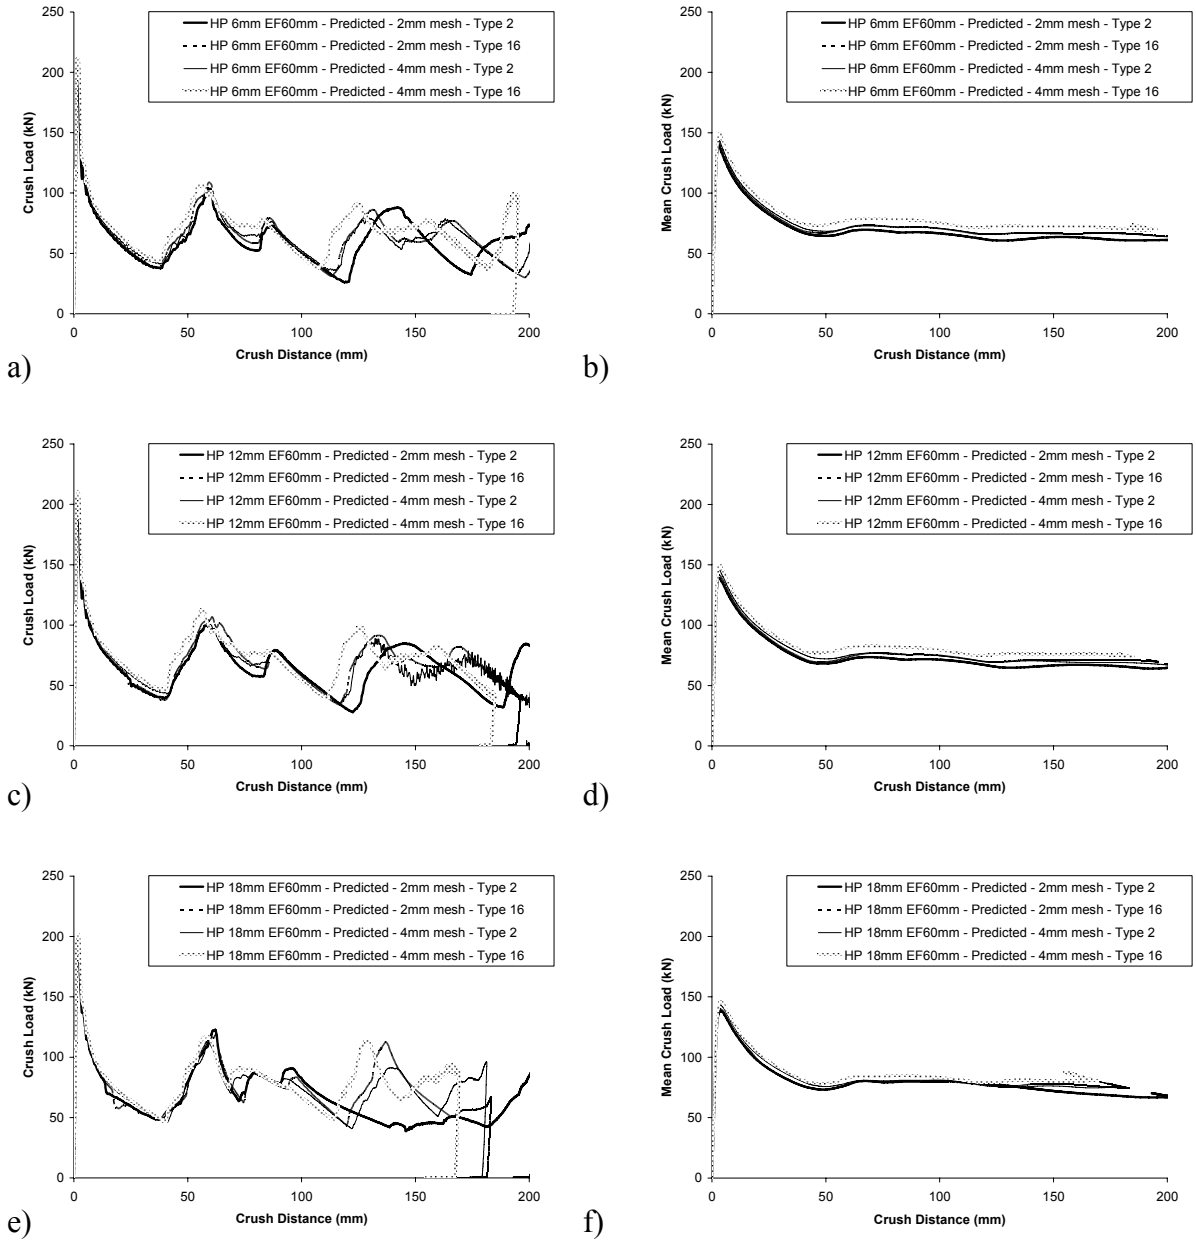 HP 6mm EF60mm - Predicted - 2mm mesh - Type 2
HP 6mm EF60mm - Predicted - 2mm mesh - Type 16
HP 6mm EF60mm - Predicted - 4mm mesh - Type 2
HP 6mm EF60mm - Predicted - 4mm mesh - Type 16
250
200
150
100
50
0
Crush Load (kN)
0 50 100 150 200
Crush Distance (mm)
a)
HP 6mm EF60mm - Predicted - 2mm mesh - Type 2
HP 6mm EF60mm - Predicted - 2mm mesh - Type 16
HP 6mm EF60mm - Predicted - 4mm mesh - Type 2
HP 6mm EF60mm - Predicted - 4mm mesh - Type 16
250
200
150
100
50
0
Mean Crush Load (kN)
0 50 100 150 200
Crush Distance (mm)
b)
HP 12mm EF60mm - Predicted - 2mm mesh - Type 2
HP 12mm EF60mm - Predicted - 2mm mesh - Type 16
HP 12mm EF60mm - Predicted - 4mm mesh - Type 2
HP 12mm EF60mm - Predicted - 4mm mesh - Type 16
250
200
150
100
50
0
Crush Load (kN)
0 50 100 150 200
Crush Distance (mm)
c)
HP 12mm EF60mm - Predicted - 2mm mesh - Type 2
HP 12mm EF60mm - Predicted - 2mm mesh - Type 16
HP 12mm EF60mm - Predicted - 4mm mesh - Type 2
HP 12mm EF60mm - Predicted - 4mm mesh - Type 16
250
200
150
100
50
0
Mean Crush Load (kN)
0 50 100 150 200
Crush Distance (mm)
d)
HP 18mm EF60mm - Predicted - 2mm mesh - Type 2
HP 18mm EF60mm - Predicted - 2mm mesh - Type 16
HP 18mm EF60mm - Predicted - 4mm mesh - Type 2
HP 18mm EF60mm - Predicted - 4mm mesh - Type 16
250
200
150
100
50
0
Crush Load (kN)
0 50 100 150 200
Crush Distance (mm)
e)
HP 18mm EF60mm - Predicted - 2mm mesh - Type 2
HP 18mm EF60mm - Predicted - 2mm mesh - Type 16
HP 18mm EF60mm - Predicted - 4mm mesh - Type 2
HP 18mm EF60mm - Predicted - 4mm mesh - Type 16
250
200
150
100
50
0
Mean Crush Load (kN)
0 50 100 150 200
Crush Distance (mm)
f)